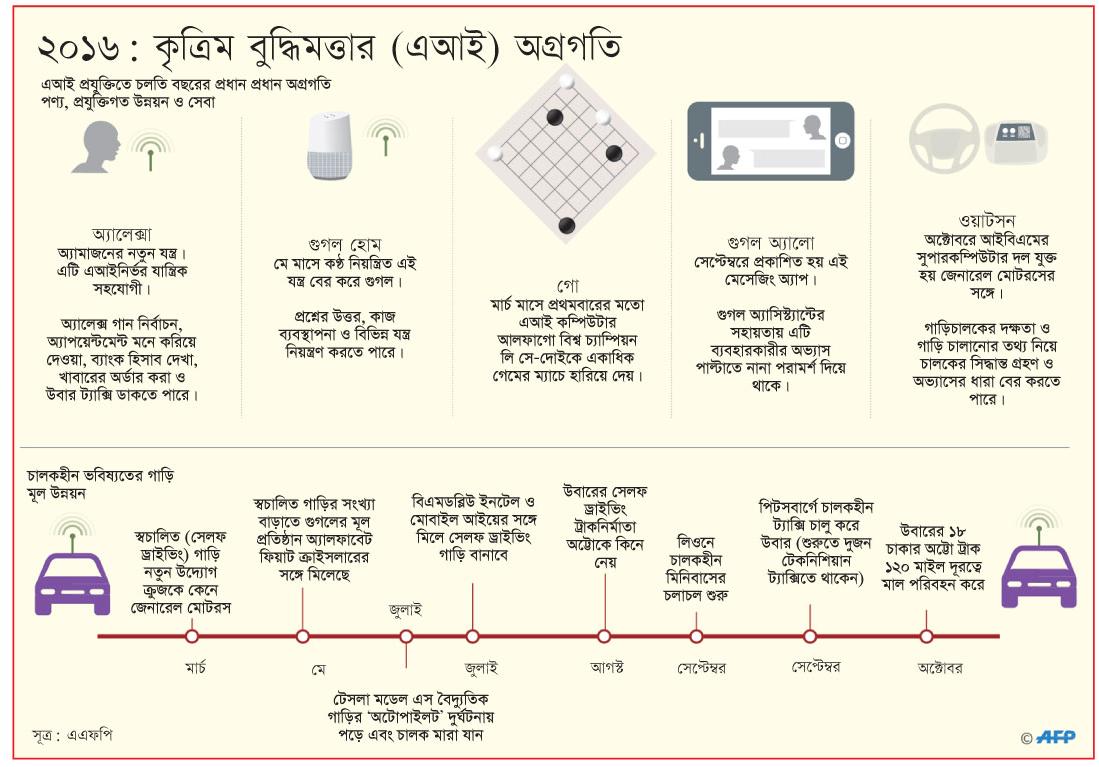 ২০১৬ : কৃত্রিম বুদ্ধিমত্তার (এআই) অগ্রগতি
এআই প্রযুক্তিতে চলতি বছরের প্রধান প্রধান অগ্রগতি
পণ্য, প্রযুক্তিগত উন্নয়ন ও সেবা
অ্যালেক্সা
অ্যামাজনের নতুন যন্ত্র।
এটি এআইনির্ভর যান্ত্রিক
সহযোগী।
অ্যালেক্স গান নির্বাচন,
অ্যাপয়েন্টমেন্ট মনে করিয়ে
দেওয়া, ব্যাংক হিসাব দেখা,
খাবারের অর্ডার করা ও
উবার ট্যাক্সি ডাকতে পারে।
গুগল হোম
মে মাসে কণ্ঠ নিয়ন্ত্রিত এই
যন্ত্র বের করে গুগল।
প্রশ্নের উত্তর, কাজ
ব্যবস্থাপনা ও বিভিন্ন যন্ত্র
নিয়ন্ত্রণ করতে পারে।
গো
মার্চ মাসে প্রথমবারের মতো
এআই কম্পিউটার
আলফাগো বিশ্ব চ্যাম্পিয়ন
লি সে-দোইকে একাধিক
গেমের ম্যাচে হারিয়ে দেয়।
গুগল অ্যালো
সেপ্টেম্বরে প্রকাশিত হয় এই
মেসেজিং অ্যাপ।
গুগল অ্যাসিস্ট্যান্টের
সহায়তায় এটি
ব্যবহারকারীর অভ্যাস
পাল্টাতে নানা পরামর্শ দিয়ে
থাকে।
ওয়াটসন
অক্টোবরে আইবিএমের
সুপারকম্পিউটার দল যুক্ত
হয় জেনারেল মোটরসের
সঙ্গে।
গাড়িচালকের দক্ষতা ও
গাড়ি চালানোর তথ্য নিয়ে
চালকের সিদ্ধান্ত গ্রহণ ও
অভ্যাসের ধারা বের করতে
পারে।
চালকহীন ভবিষ্যতের গাড়ি
মূল উন্নয়ন
স্বচালিত (সেলফ
ড্রাইভিং) গাড়ি
নতুন উদ্যোগ
ক্রুজকে কেনে
জেনারেল মোটরস
মার্চ
স্বচালিত গাড়ির সংখ্যা
বাড়াতে গুগলের মূল
প্রতিষ্ঠান অ্যালফাবেট
ফিয়াট ক্রাইসলারের
সঙ্গে মিলেছে
মে
জুলাই
টেসলা মডেল এস বৈদ্যুতিক
গাড়ির ‘অটোপাইলট’ দুর্ঘটনায়
পড়ে এবং চালক মারা যান
বিএমডব্লিউ ইনটেল ও
মোবাইল আইয়ের সঙ্গে
মিলে সেলফ ড্রাইভিং
গাড়ি বানাবে
জুলাই
উবারের সেলফ
ড্রাইভিং
ট্রাকনির্মাতা
অট্টোকে কিনে
নেয়
আগস্ট
লিওনে
চালকহীন
মিনিবাসের
চলাচল শুরু
সেপ্টেম্বর
পিটসবার্গে চালকহীন
ট্যাক্সি চালু করে
উবার (শুরুতে দুজন
টেকনিশিয়ান
ট্যাক্সিতে থাকেন)
সেপ্টেম্বর
উবারের ১৮
চাকার অট্টো ট্রাক
১২০ মাইল দূরত্বে
মাল পরিবহন করে
অক্টোবর
সূত্র : এএফপি
© AFP